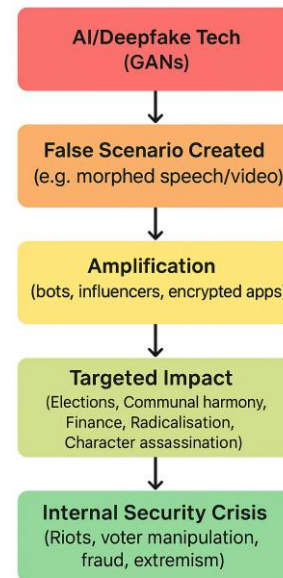 AI/Deepfake Tech
(GANs)
False Scenario Created
(e.g. morphed speech/video)
Amplification
(bots, influencers, encrypted apps)
Targeted Impact
(Elections, Communal harmony,
Finance, Radicalisation,
Character assassination)
Internal Security Crisis
(Riots, voter manipulation,
fraud, extremism)